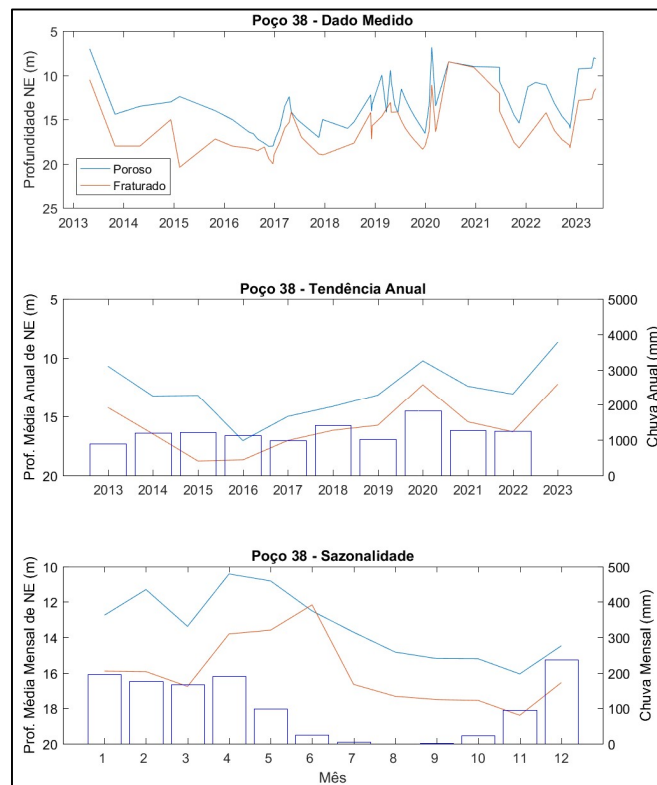 Poço 38 - Dado Medido
Profundidade NE (m)
5
10
15
20
25
Poroso
Fraturado
2013 2014 2015 2016 2017 2018 2019 2020 2021 2022 2023
Poço 38 - Tendência Anual
Prof. Média Anual de NE (m)
5
10
15
20
5000
4000
3000
2000
1000
0
Chuva Anual (mm)
2013 2014 2015 2016 2017 2018 2019 2020 2021 2022 2023
Poço 38 - Sazonalidade
Prof. Média Mensal de NE (m)
10
12
14
16
18
20
500
400
300
200
100
0
Chuva Mensal (mm)
1 2 3 4 5 6 7 8 9 10 11 12
Mês